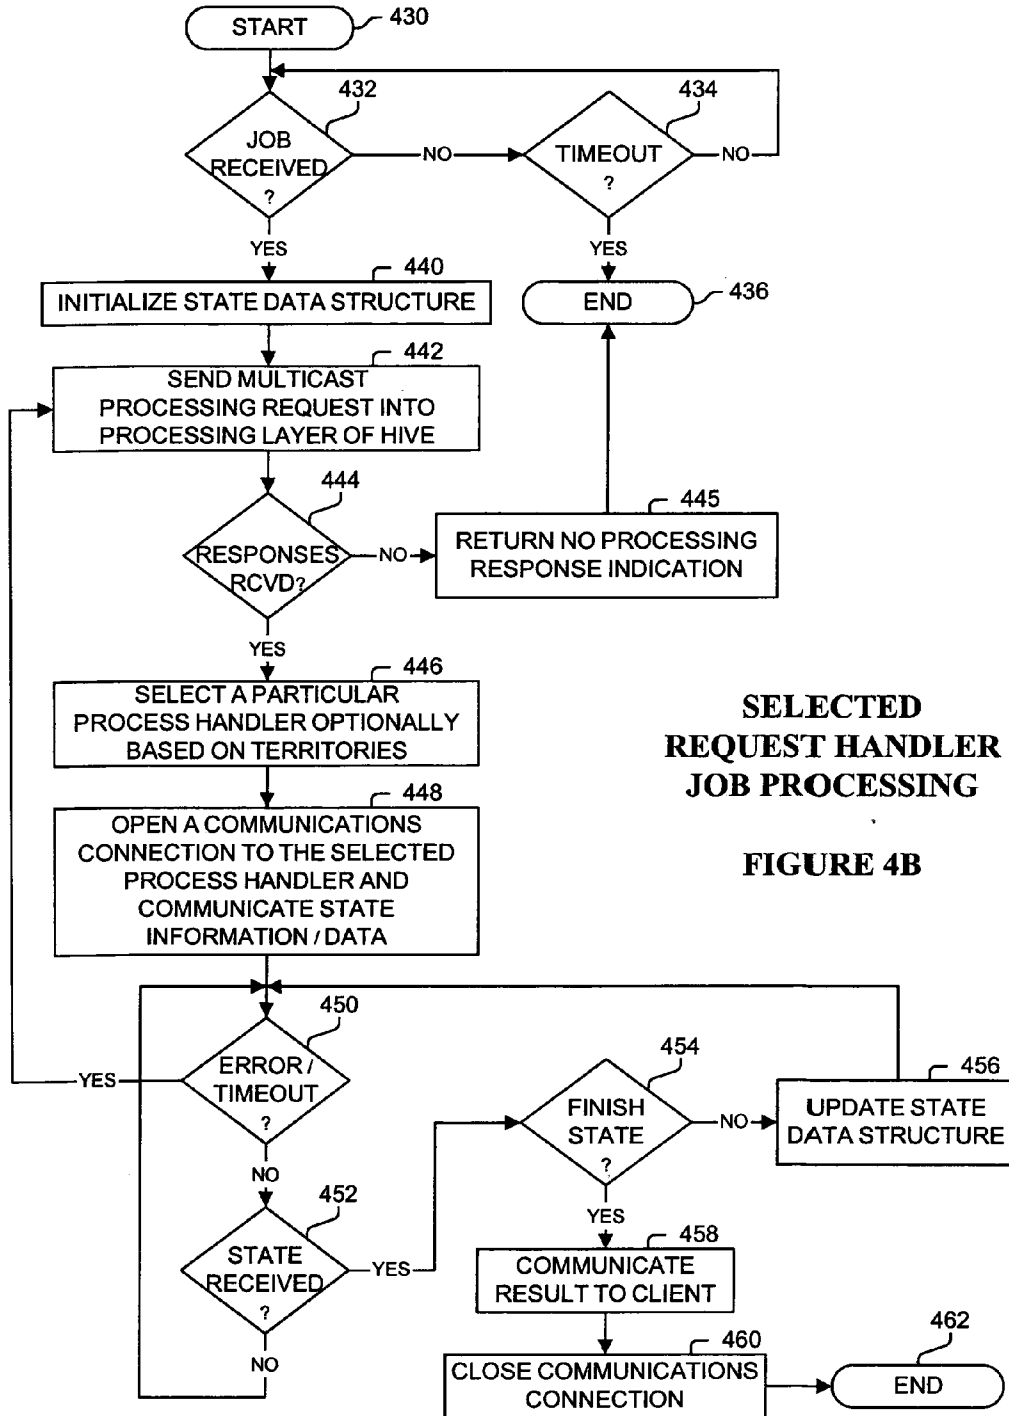 START
430
432
434
JOB
RECEIVED
?
NO
TIMEOUT
?
NO
YES
YES
440
INITIALIZE STATE DATA STRUCTURE
END
436
442
SEND MULTICAST
PROCESSING REQUEST INTO
PROCESSING LAYER OF HIVE
444
RESPONSES
RCVD?
NO
445
RETURN NO PROCESSING
RESPONSE INDICATION
YES
446
SELECT A PARTICULAR
PROCESS HANDLER OPTIONALLY
BASED ON TERRITORIES
SELECTED
REQUEST HANDLER
JOB PROCESSING
FIGURE 4B
448
OPEN A COMMUNICATIONS
CONNECTION TO THE SELECTED
PROCESS HANDLER AND
COMMUNICATE STATE
INFORMATION / DATA
450
ERROR /
TIMEOUT
?
YES
NO
454
FINISH
STATE
?
NO
456
UPDATE STATE
DATA STRUCTURE
452
STATE
RECEIVED
?
YES
NO
YES
458
COMMUNICATE
RESULT TO CLIENT
460
CLOSE COMMUNICATIONS
CONNECTION
462
END